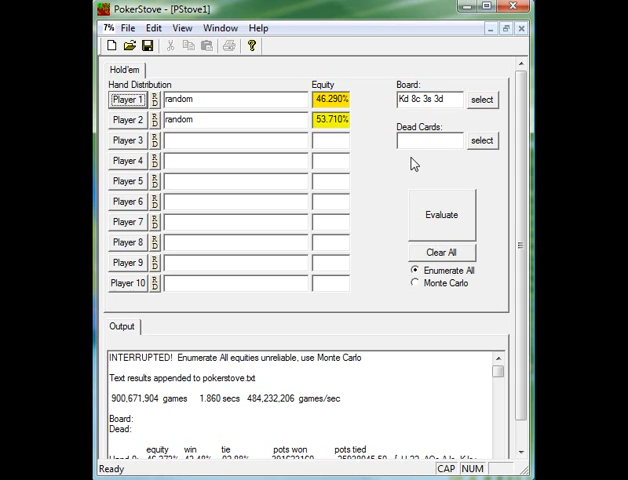 PokerStove - [PStove1]
7% File Edit View Window Help
Hold'em
Hand Distribution Equity Board:
Player 1 R D random 46.290% Kd 8c 3s 3d select
Player 2 R D random 53.710%
Dead Cards:
Player 3 R D select
Player 4 R D
Player 5 R D
Player 6 R D
Player 7 R D Evaluate
Player 8 R D
Clear All
Player 9 R D
Enumerate All
Player 10 R D Monte Carlo
Output
INTERRUPTED! Enumerate All equities unreliable, use Monte Carlo
Text results appended to pokerstove.txt
900,671,904 games 1.860 secs 484,232,206 games/sec
Board:
Dead:
equity win tie pots won pots tied
Ready CAP NUM